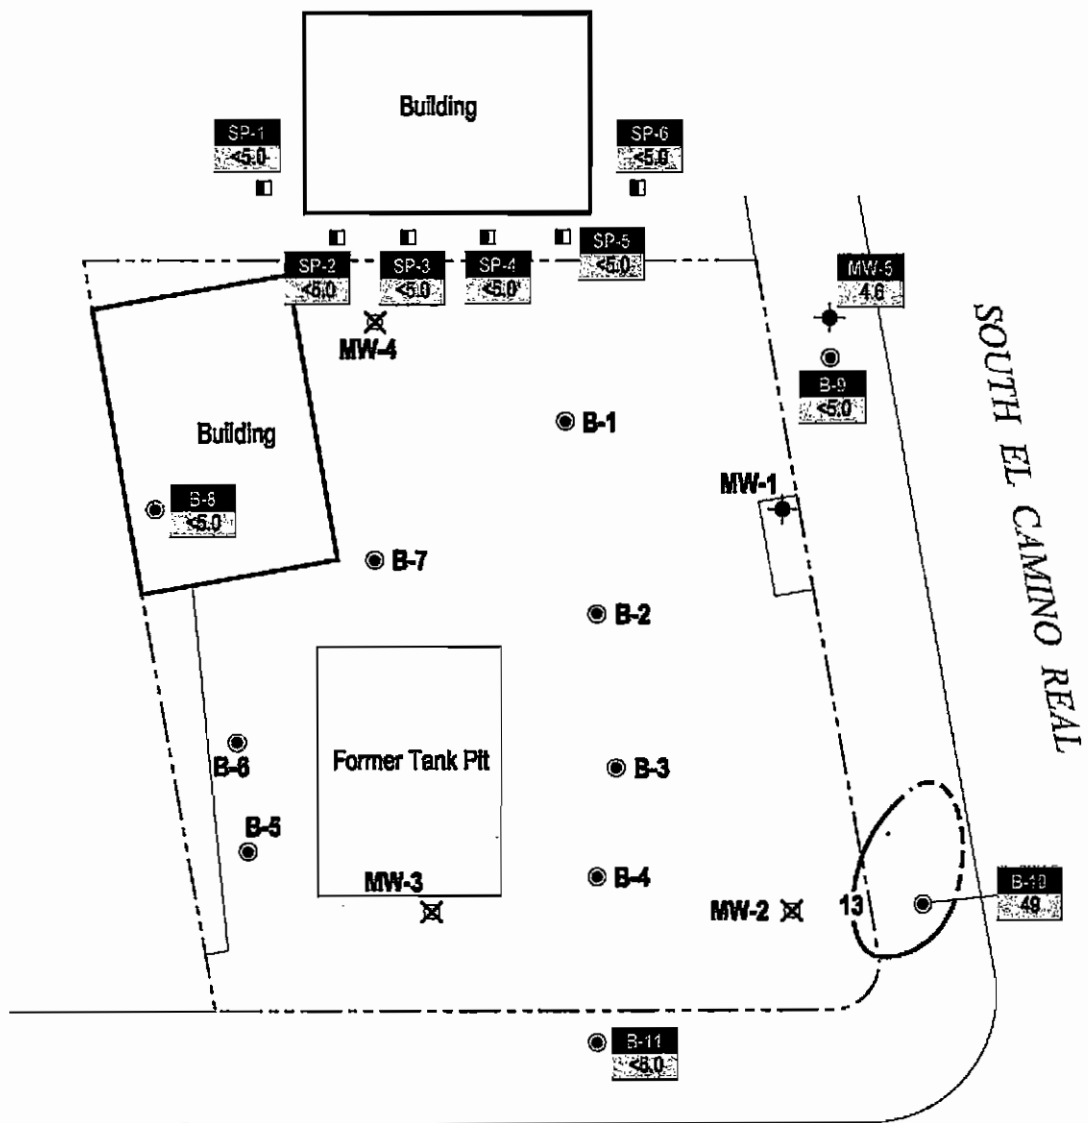 Building
SP-1
<5.0
SP-6
<5.0
SP-5
<5.0
SP-2
<5.0
SP-3
<5.0
SP-4
<5.0
MW-5
4.6
MW-4
B-9
<5.0
B-1
Building
MW-1
B-8
<5.0
B-7
B-2
SOUTH EL CAMINO REAL
B-6
Former Tank Pit
B-3
B-5
MW-3
B-4
MW-2
13
B-10
49
B-11
<5.0